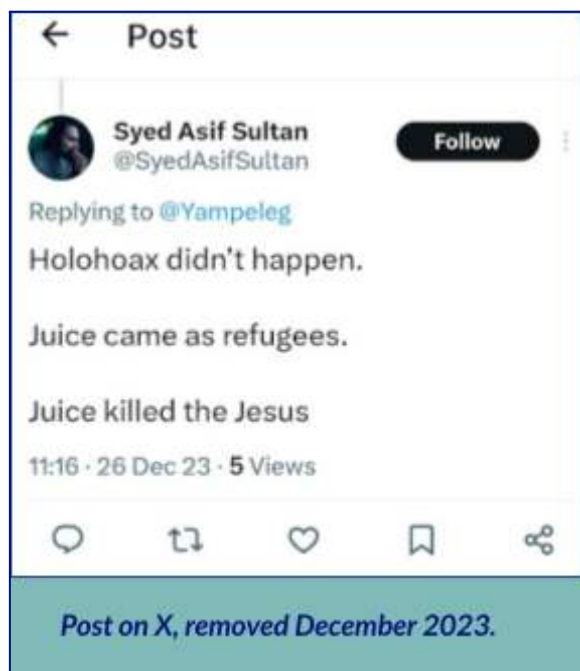 Post
Syed Asif Sultan
@SyedAsifSultan
Follow
Replying to @Yampeleg
Holohoax didn't happen.
Juice came as refugees.
Juice killed the Jesus
11:16 · 26 Dec 23 · 5 Views
Post on X, removed December 2023.